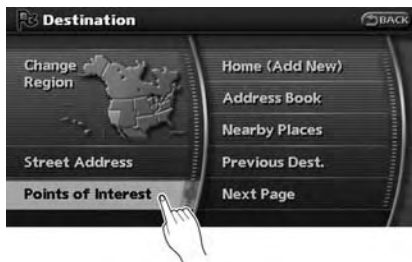 Destination
BACK
Change
Region
Street Address
Points of Interest
Home (Add New)
Address Book
Nearby Places
Previous Dest.
Next Page